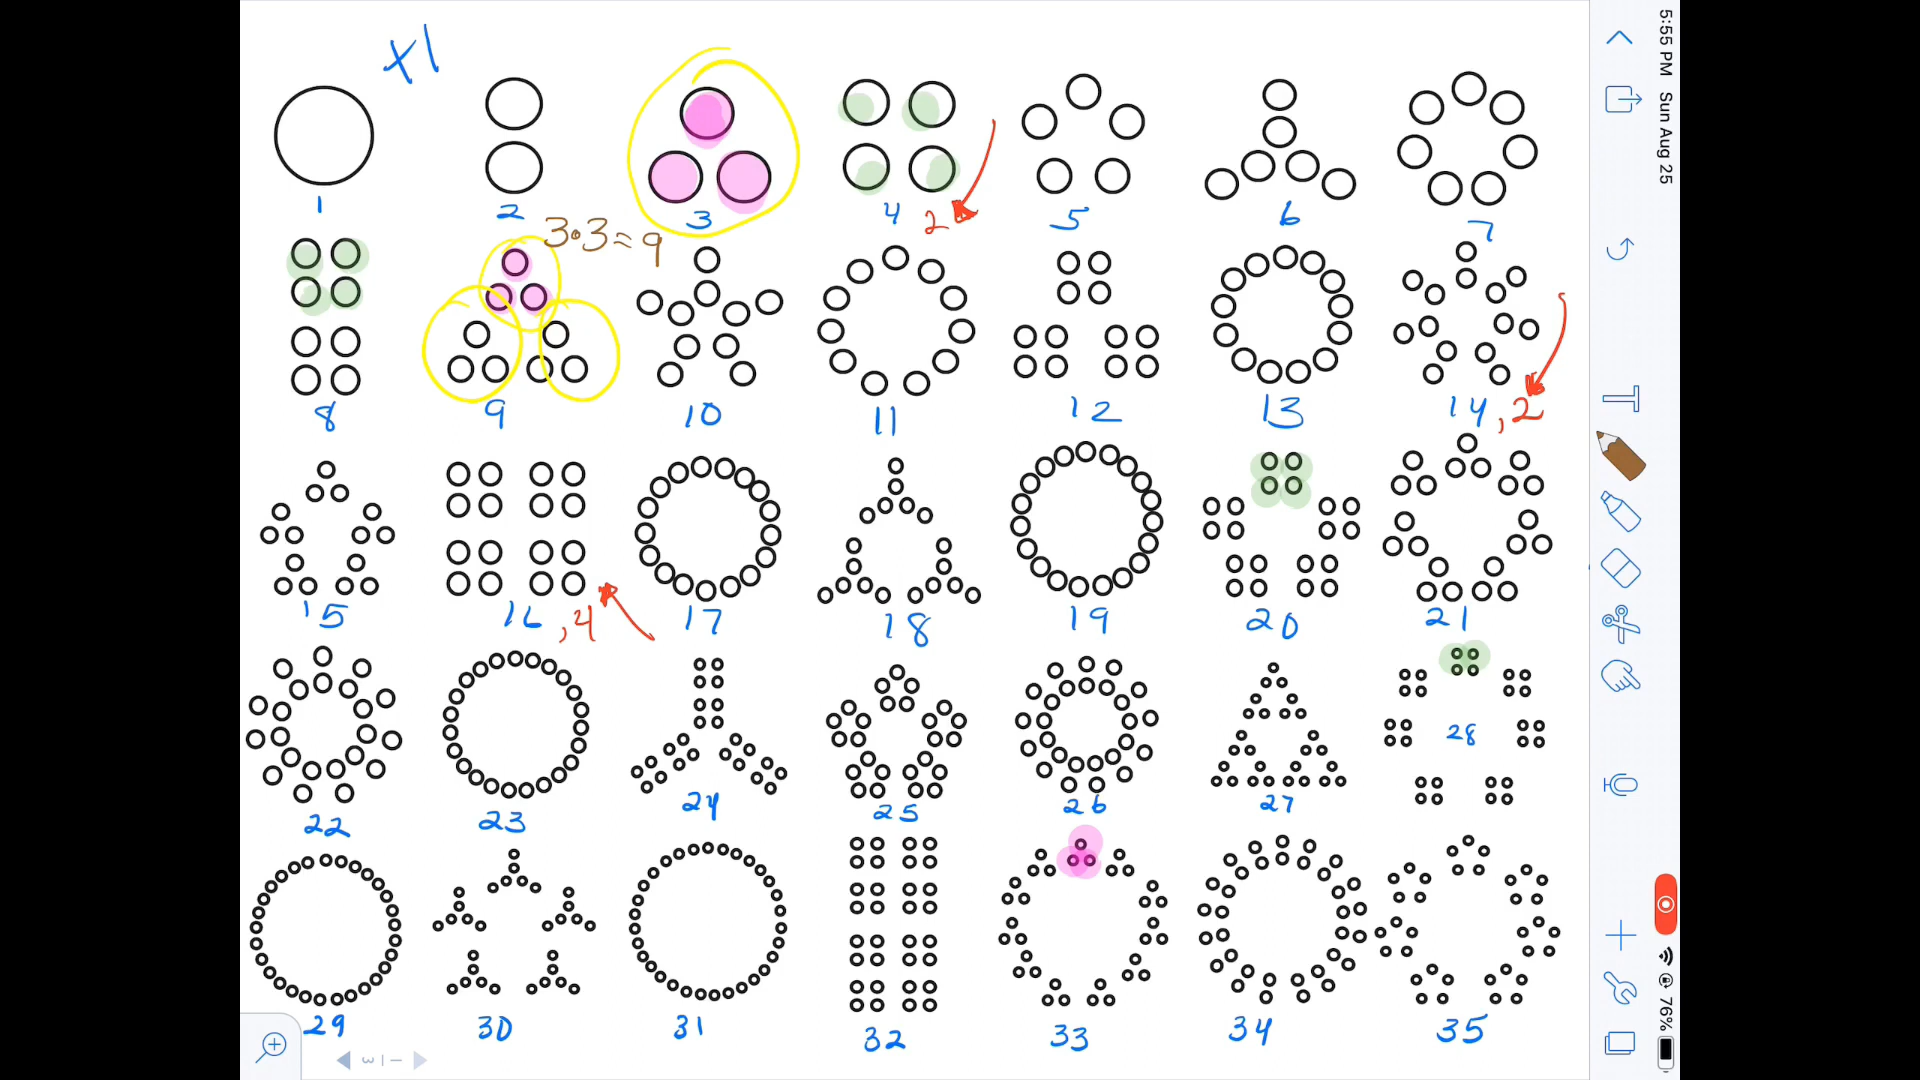 x1
1 2 3 4 2 5 6 7
3·3=9
8 9 10 11 12 13 14,2
15 16,4 17 18 19 20 21
22 23 24 25 26 27 28
29 30 31 32 33 34 35
5:55 PM Sun Aug 25
76%
T
1
3